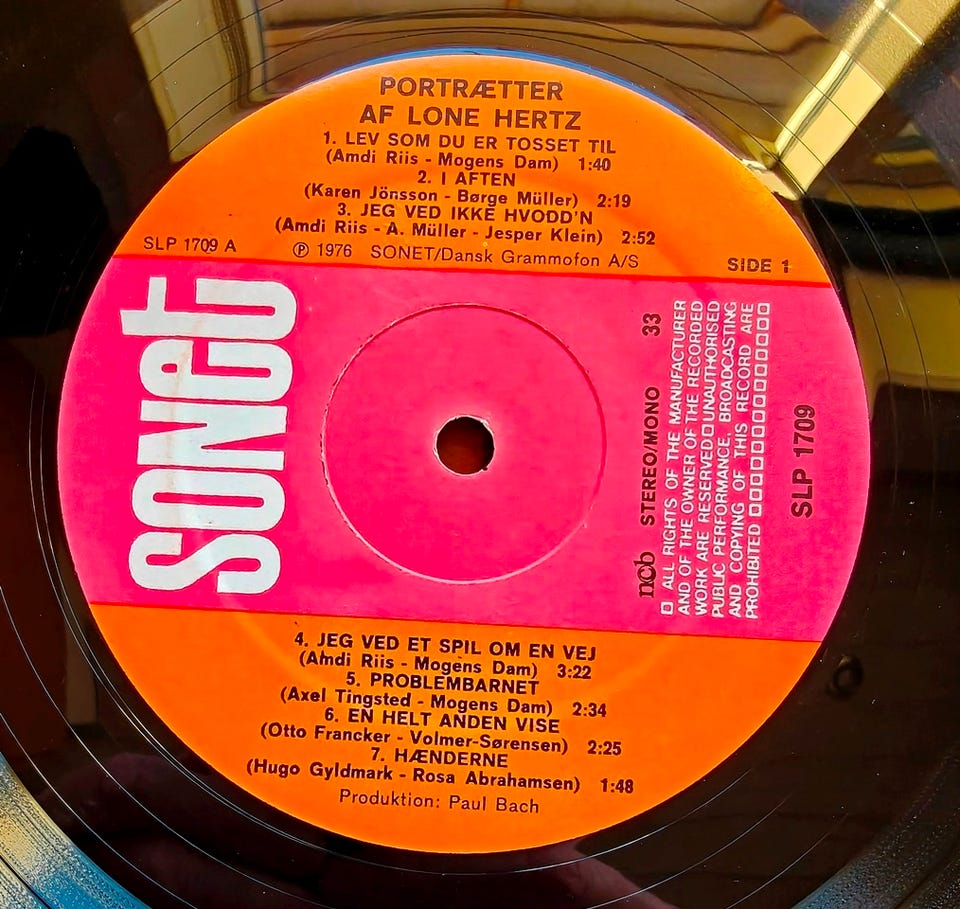 PORTRÆTTER
AF LONE HERTZ
1. LEV SOM DU ER TOSSET TIL
(Amdi Riis - Mogens Dam) 1:40
2. I AFTEN
(Karen Jönsson - Børge Müller) 2:19
3. JEG VED IKKE HVODD'N
(Amdi Riis - A. Müller - Jesper Klein) 2:52
SLP 1709 A
Ⓟ 1976 SONET/Dansk Grammofon A/S
SIDE 1
SONET
ncb STEREO/MONO 33
□ ALL RIGHTS OF THE MANUFACTURER
AND OF THE OWNER OF THE RECORDED
WORK ARE RESERVED□UNAUTHORISED
PUBLIC PERFORMANCE, BROADCASTING
AND COPYING OF THIS RECORD ARE
PROHIBITED □□□□□□□□□□□□□□
SLP 1709
4. JEG VED ET SPIL OM EN VEJ
(Amdi Riis - Mogens Dam) 3:22
5. PROBLEMBARNET
(Axel Tingsted - Mogens Dam) 2:34
6. EN HELT ANDEN VISE
(Otto Francker - Volmer-Sørensen) 2:25
7. HÆNDERNE
(Hugo Gyldmark - Rosa Abrahamsen) 1:48
Produktion: Paul Bach